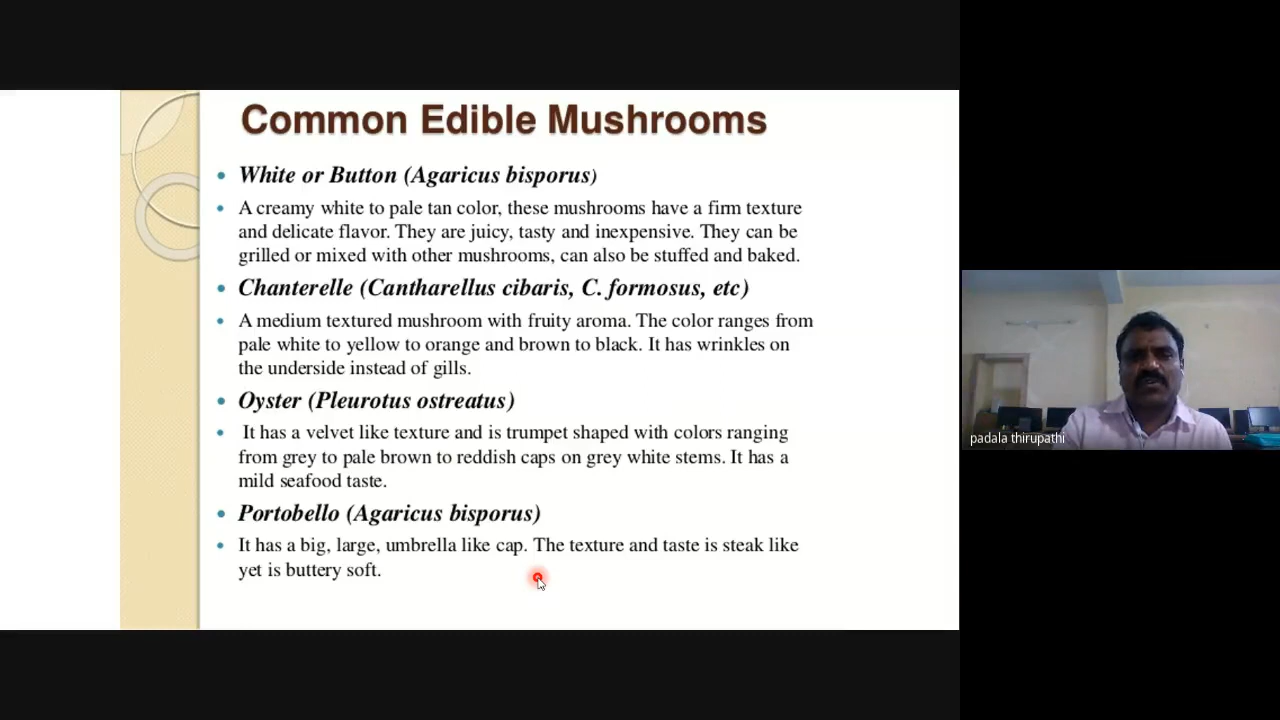 Common Edible Mushrooms
White or Button (Agaricus bisporus)
A creamy white to pale tan color, these mushrooms have a firm texture
and delicate flavor. They are juicy, tasty and inexpensive. They can be
grilled or mixed with other mushrooms, can also be stuffed and baked.
Chanterelle (Cantharellus cibaris, C. formosus, etc)
A medium textured mushroom with fruity aroma. The color ranges from
pale white to yellow to orange and brown to black. It has wrinkles on
the underside instead of gills.
Oyster (Pleurotus ostreatus)
It has a velvet like texture and is trumpet shaped with colors ranging
from grey to pale brown to reddish caps on grey white stems. It has a
mild seafood taste.
Portobello (Agaricus bisporus)
It has a big, large, umbrella like cap. The texture and taste is steak like
yet is buttery soft.
padala thirupathi